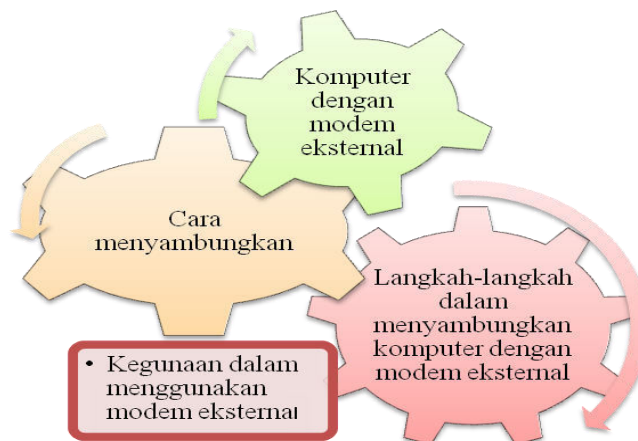 Komputer
dengan
modem
eksternal
Cara
menyambungkan
Langkah-langkah
dalam
menyambungkan
komputer dengan
modem eksternal
• Kegunaan dalam
menggunakan
modem eksternal